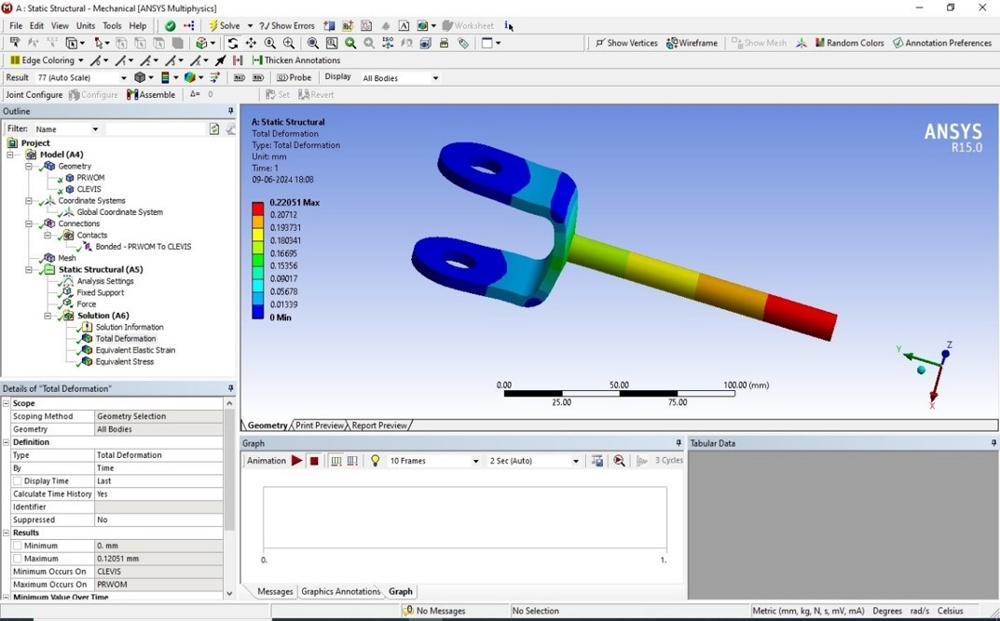 A : Static Structural - Mechanical [ANSYS Multiphysics]
File Edit View Units Tools Help Solve ?/ Show Errors Worksheet
Show Vertices Wireframe Show Mesh Random Colors Annotation Preferences
Edge Coloring Thicken Annotations
Result 77 (Auto Scale) Probe Display All Bodies
Joint Configure Configure Assemble Δ= 0 Set Revert
Outline
Filter: Name
Project
Model (A4)
Geometry
PRWOM
CLEVIS
Coordinate Systems
Global Coordinate System
Connections
Contacts
Bonded - PRWOM To CLEVIS
Mesh
Static Structural (A5)
Analysis Settings
Fixed Support
Force
Solution (A6)
Solution Information
Total Deformation
Equivalent Elastic Strain
Equivalent Stress
Details of "Total Deformation"
Scope
Scoping Method Geometry Selection
Geometry All Bodies
Definition
Type Total Deformation
By Time
Display Time Last
Calculate Time History Yes
Identifier
Suppressed No
Results
Minimum 0. mm
Maximum 0.12051 mm
Minimum Occurs On CLEVIS
Maximum Occurs On PRWOM
Minimum Value Over Time
A: Static Structural
Total Deformation
Type: Total Deformation
Unit: mm
Time: 1
09-06-2024 18:08
0.22051 Max
0.20712
0.193731
0.180341
0.16695
0.15356
0.09017
0.05678
0.01339
0 Min
ANSYS
R15.0
0.00 50.00 100.00 (mm)
25.00 75.00
Z
Y
X
Geometry Print Preview Report Preview
Graph
Animation 10 Frames 2 Sec (Auto) 3 Cycles
0. 1.
Messages Graphics Annotations Graph
Tabular Data
No Messages No Selection Metric (mm, kg, N, s, mV, mA) Degrees rad/s Celsius